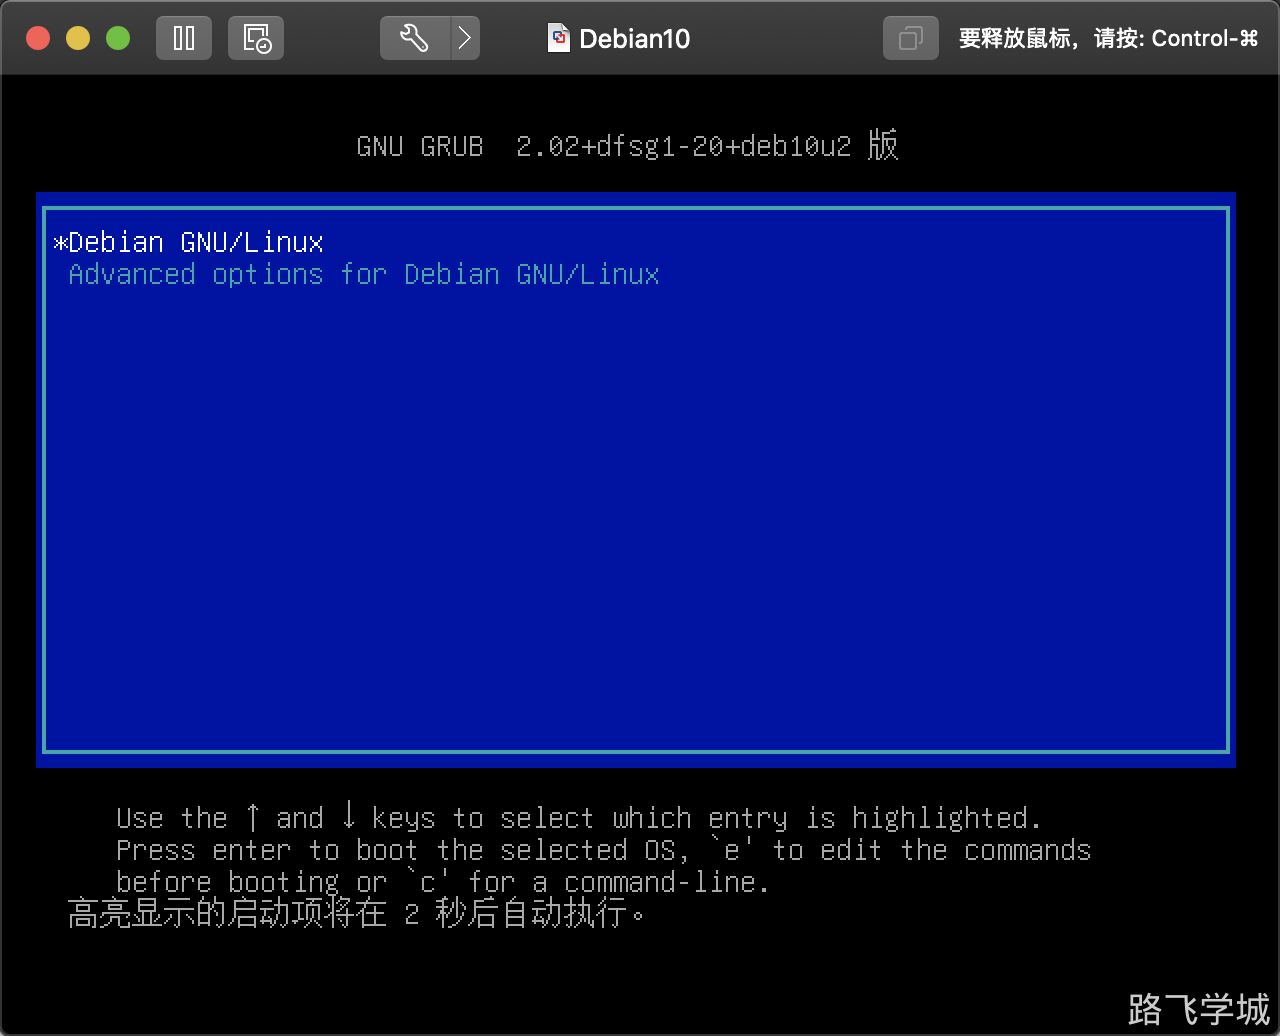 Debian10
要释放鼠标，请按: Control-⌘
GNU GRUB  2.02+dfsg1-20+deb10u2 版
*Debian GNU/Linux
Advanced options for Debian GNU/Linux
Use the ↑ and ↓ keys to select which entry is highlighted.
Press enter to boot the selected OS, `e' to edit the commands
before booting or `c' for a command-line.
高亮显示的启动项将在 2 秒后自动执行。
路飞学城